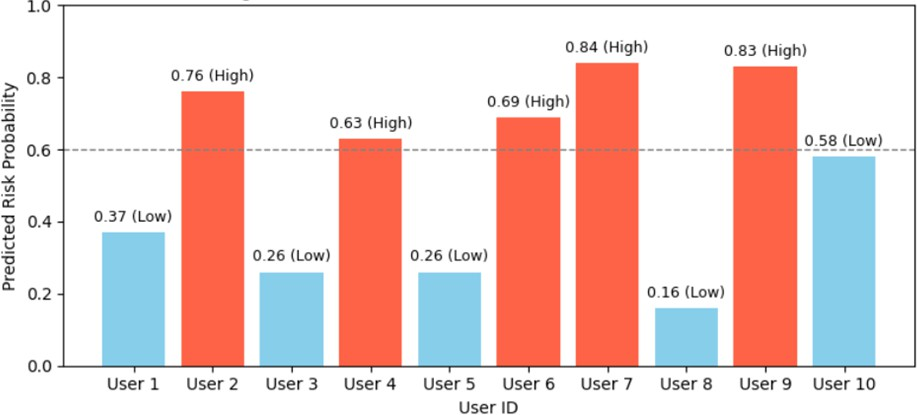 1.0
0.8
0.6
0.4
0.2
0.0
Predicted Risk Probability
0.37 (Low)
0.76 (High)
0.26 (Low)
0.63 (High)
0.26 (Low)
0.69 (High)
0.84 (High)
0.16 (Low)
0.83 (High)
0.58 (Low)
User 1 User 2 User 3 User 4 User 5 User 6 User 7 User 8 User 9 User 10
User ID